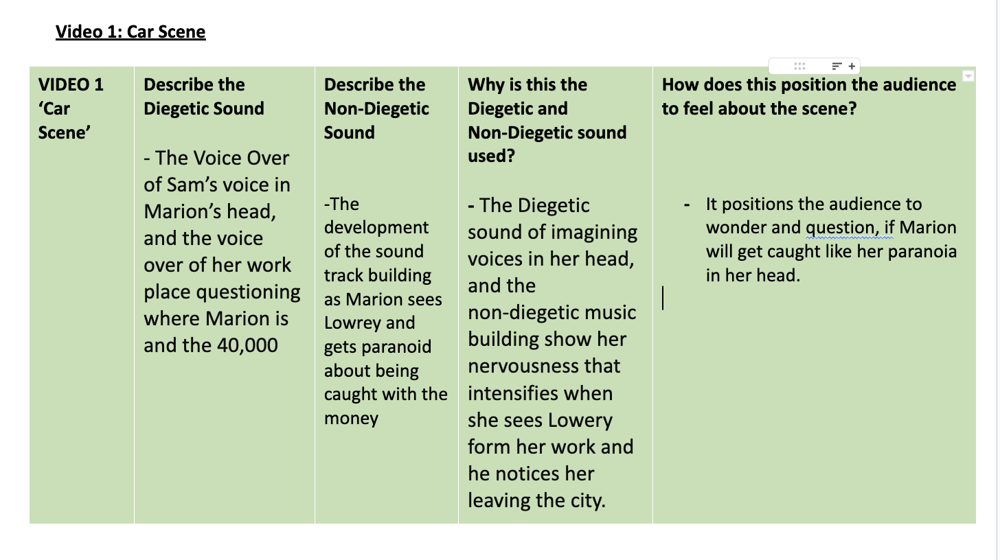 Video 1: Car Scene
VIDEO 1
‘Car
Scene’
Describe the
Diegetic Sound
- The Voice Over
of Sam’s voice in
Marion’s head,
and the voice
over of her work
place questioning
where Marion is
and the 40,000
Describe the
Non-Diegetic
Sound
-The
development
of the sound
track building
as Marion sees
Lowrey and
gets paranoid
about being
caught with the
money
Why is this the
Diegetic and
Non-Diegetic sound
used?
- The Diegetic
sound of imagining
voices in her head,
and the
non-diegetic music
building show her
nervousness that
intensifies when
she sees Lowery
form her work and
he notices her
leaving the city.
How does this position the audience
to feel about the scene?
- It positions the audience to
wonder and question, if Marion
will get caught like her paranoia
in her head.